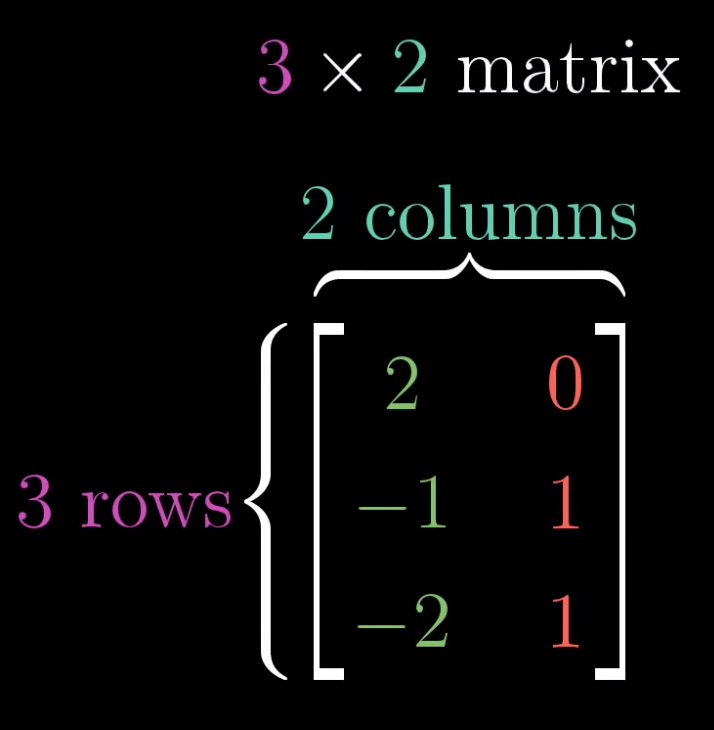 3 × 2 matrix
2 columns
2 0
3 rows
−1 1
−2 1